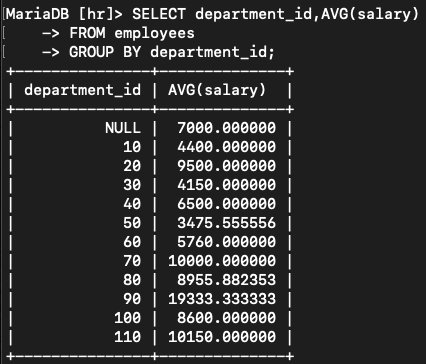 MariaDB [hr]> SELECT department_id,AVG(salary)
    -> FROM employees
    -> GROUP BY department_id;
+---------------+-------------+
| department_id | AVG(salary)  |
+---------------+--------------+
|          NULL |  7000.000000 |
|            10 |  4400.000000 |
|            20 |  9500.000000 |
|            30 |  4150.000000 |
|            40 |  6500.000000 |
|            50 |  3475.555556 |
|            60 |  5760.000000 |
|            70 | 10000.000000 |
|            80 |  8955.882353 |
|            90 | 19333.333333 |
|           100 |  8600.000000 |
|           110 | 10150.000000 |
+---------------+--------------+